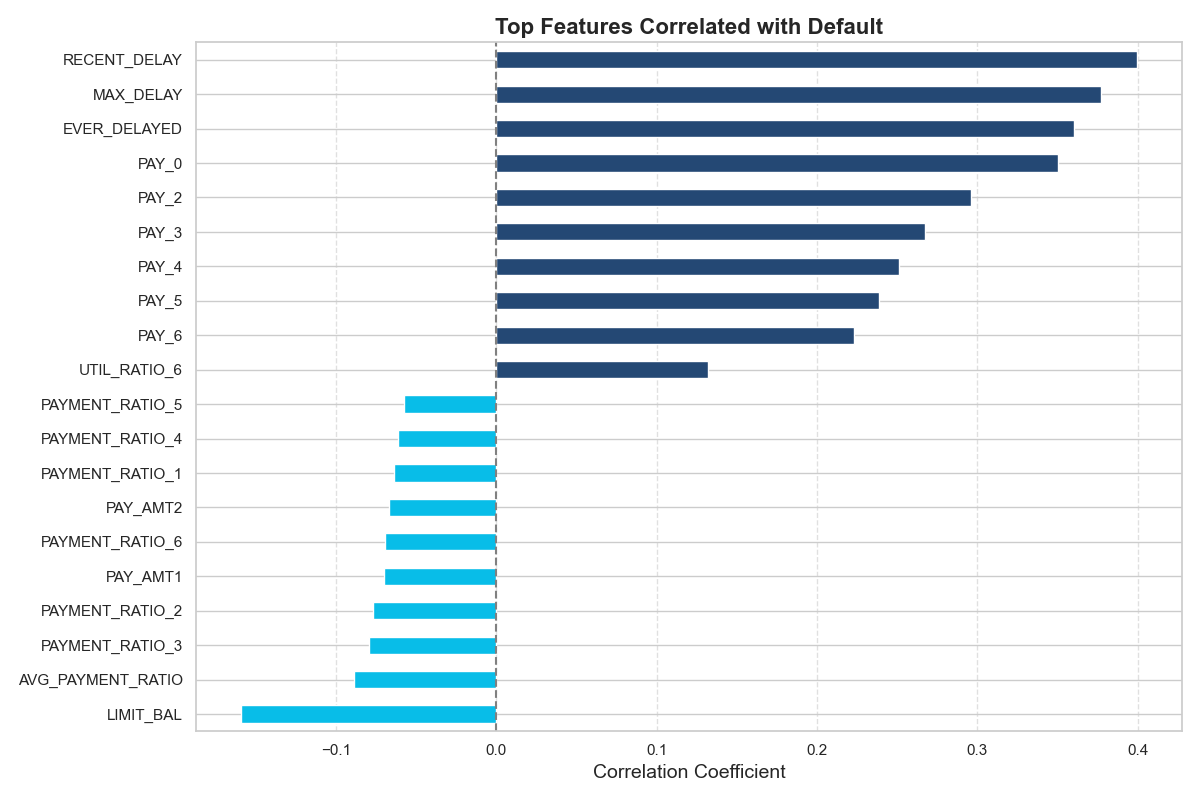 Top Features Correlated with Default
RECENT_DELAY
MAX_DELAY
EVER_DELAYED
PAY_0
PAY_2
PAY_3
PAY_4
PAY_5
PAY_6
UTIL_RATIO_6
PAYMENT_RATIO_5
PAYMENT_RATIO_4
PAYMENT_RATIO_1
PAY_AMT2
PAYMENT_RATIO_6
PAY_AMT1
PAYMENT_RATIO_2
PAYMENT_RATIO_3
AVG_PAYMENT_RATIO
LIMIT_BAL
−0.1 0.0 0.1 0.2 0.3 0.4
Correlation Coefficient